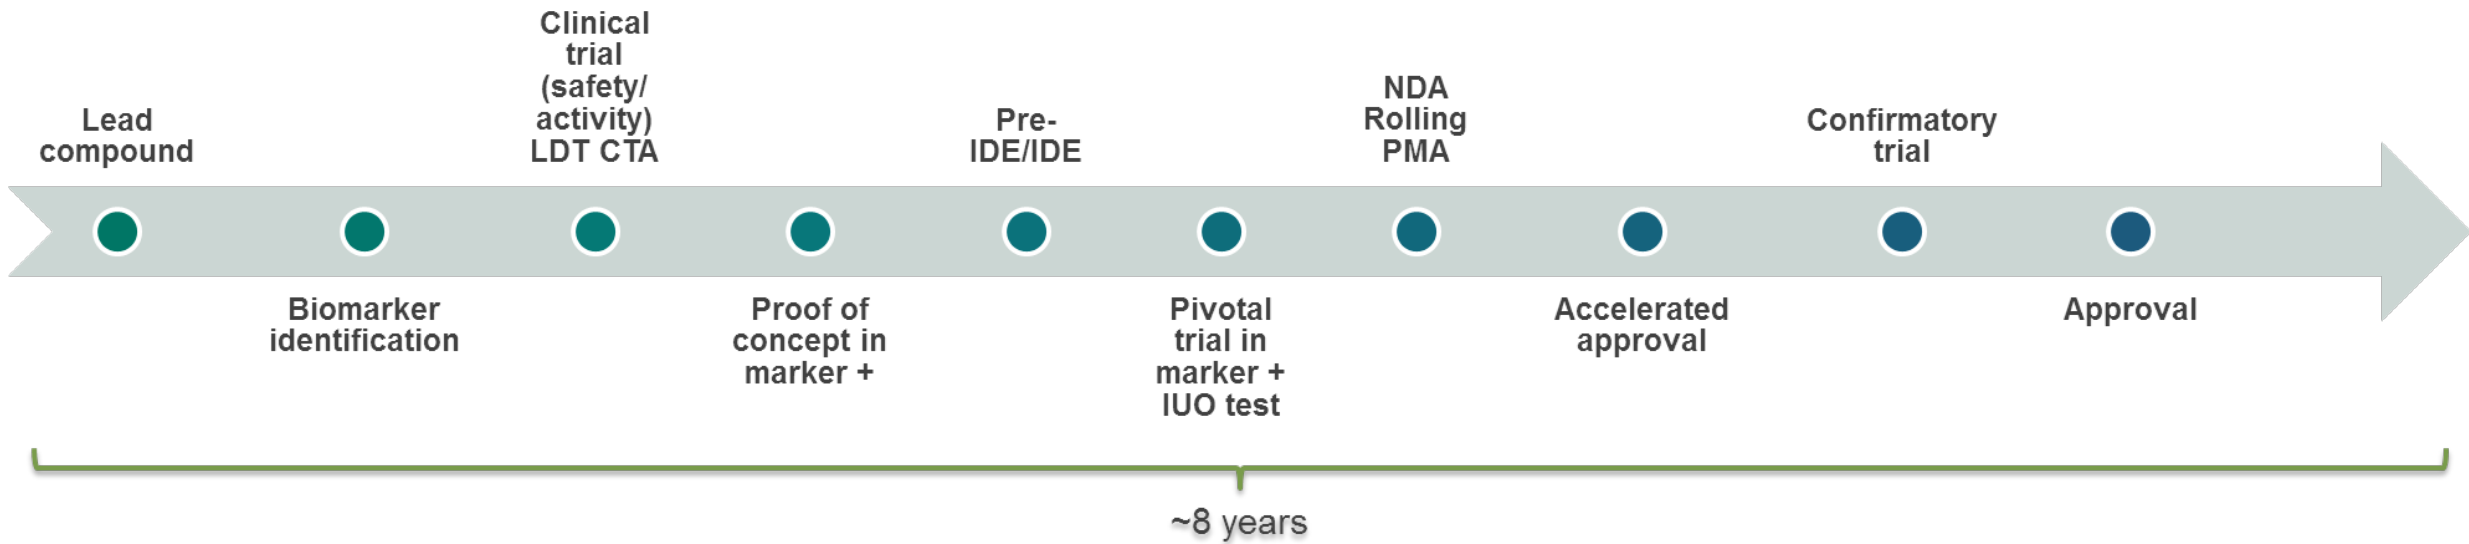 Lead
compound
Biomarker
identification
Clinical
trial
(safety/
activity)
LDT CTA
Proof of
concept in
marker +
Pre-
IDE/IDE
Pivotal
trial in
marker +
IUO test
NDA
Rolling
PMA
Accelerated
approval
Confirmatory
trial
Approval
~8 years